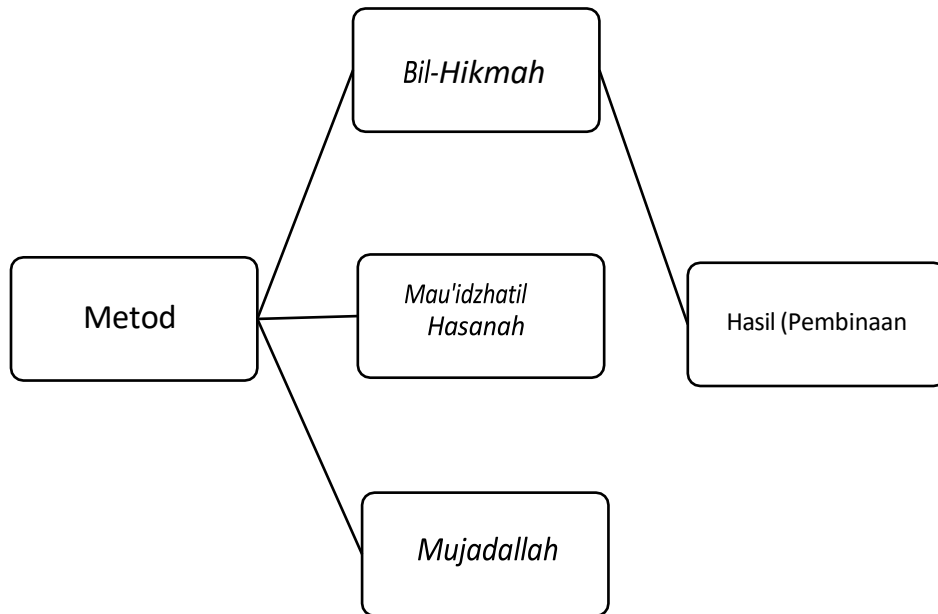 Bil-Hikmah
Metod
Mau'idzhatil
Hasanah
Hasil (Pembinaan
Mujadallah